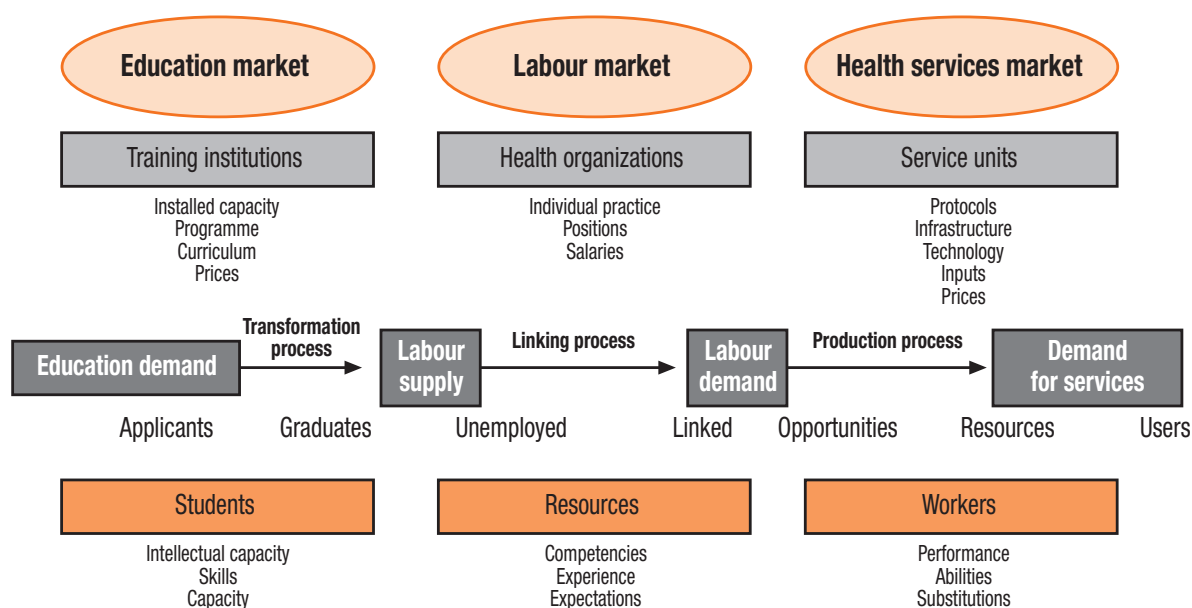 Education market
Labour market
Health services market
Training institutions
Health organizations
Service units
Installed capacity
Programme
Curriculum
Prices
Individual practice
Positions
Salaries
Protocols
Infrastructure
Technology
Inputs
Prices
Education demand
Transformation
process
Labour
supply
Linking process
Labour
demand
Production process
Demand
for services
Applicants
Graduates
Unemployed
Linked
Opportunities
Resources
Users
Students
Resources
Workers
Intellectual capacity
Skills
Capacity
Competencies
Experience
Expectations
Performance
Abilities
Substitutions